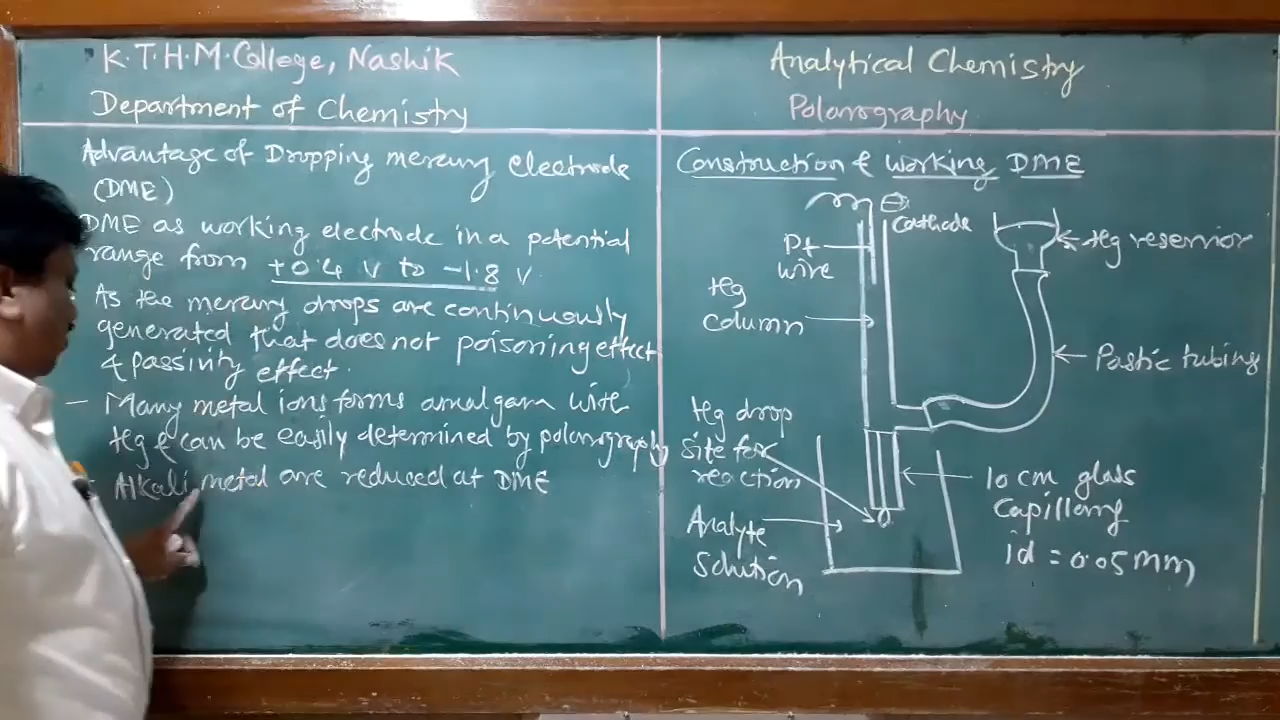 K.T.H.M.College, Nashik
Department of Chemistry
Advantage of Dropping mercury electrode
(DME)
DME as working electrode in a potential
range from +0.4 V to -1.8 V
As the mercury drops are continuously
generated that does not poisoning effect
& passivity effect.
- Many metal ions forms amalgam with
Hg & can be easily determined by polarography
- Alkali metal are reduced at DME
Analytical Chemistry
Polarography
Construction & working DME
⊖
Cathode
Pt
wire
Hg reservior
Hg
column
Pastic tubing
Hg drop
site for
reaction
10 cm glass
Capillary
id = 0.05mm
Analyte
Solution